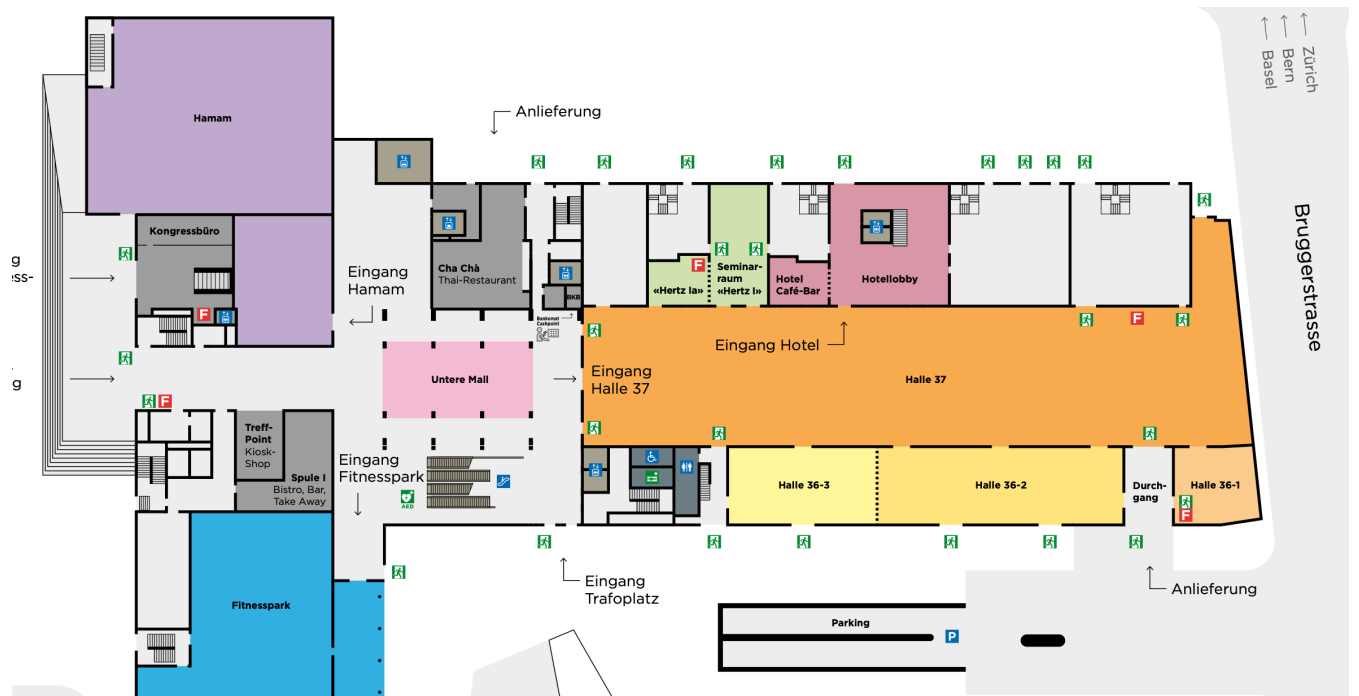 Zürich
Bern
Basel
Anlieferung
Hamam
Kongressbüro
Eingang
Hamam
Cha Chà
Thai-Restaurant
BKB
Bankomat
Cashpoint
«Hertz Ia»
Seminar-
raum
«Hertz I»
Hotel
Café-Bar
Hotellobby
Bruggerstrasse
F
F
F
Eingang Hotel
Untere Mall
Eingang
Halle 37
Halle 37
F
Treff-
Point
Kiosk-
Shop
Spule I
Bistro, Bar,
Take Away
Eingang
Fitnesspark
AED
Halle 36-3
Halle 36-2
Durch-
gang
Halle 36-1
F
Eingang
Trafoplatz
Anlieferung
Fitnesspark
Parking
P